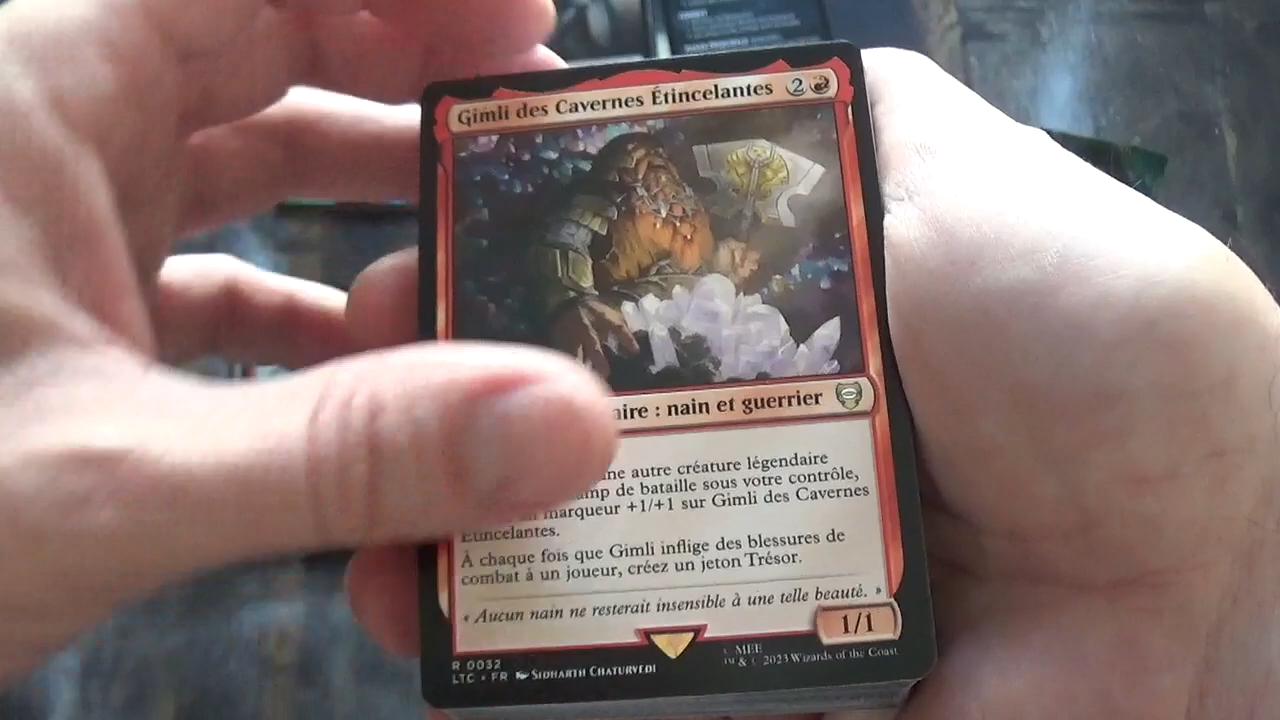 Gimli des Cavernes Étincelantes 2
aire : nain et guerrier
ne autre créature légendaire
amp de bataille sous votre contrôle,
marqueur +1/+1 sur Gimli des Cavernes
Étincelantes.
À chaque fois que Gimli inflige des blessures de
combat à un joueur, créez un jeton Trésor.
« Aucun nain ne resterait insensible à une telle beauté. »
1/1
R 0032
LTC • FR SIDHARTH CHATURVEDI
© MEE
™ & © 2023 Wizards of the Coast